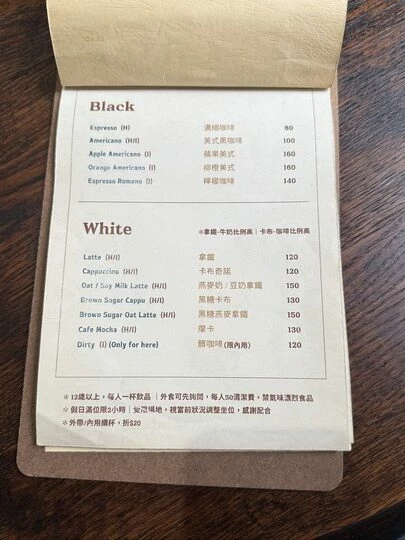 Black
Espresso (H) 濃縮咖啡 80
Americano (H/I) 美式黑咖啡 100
Apple Americano (I) 蘋果美式 160
Orange Americano (I) 柳橙美式 160
Espresso Romano (I) 檸檬咖啡 140
White ＊拿鐵-牛奶比例高｜卡布-咖啡比例高
Latte (H/I) 拿鐵 120
Cappuccino (H/I) 卡布奇諾 120
Oat / Soy Milk Latte (H/I) 燕麥奶 / 豆奶拿鐵 150
Brown Sugar Cappu (H/I) 黑糖卡布 130
Brown Sugar Oat Latte (H/I) 黑糖燕麥拿鐵 150
Cafe Mocha (H/I) 摩卡 130
Dirty (I) (Only for here) 髒咖啡 (限內用) 120
＊12歲以上，每人一杯飲品｜外食可先詢問，每人50清潔費，禁氣味濃烈食品
＊假日滿位限2小時｜場地，視當前狀況調整坐位，感謝配合
＊外帶/內用續杯，折$20